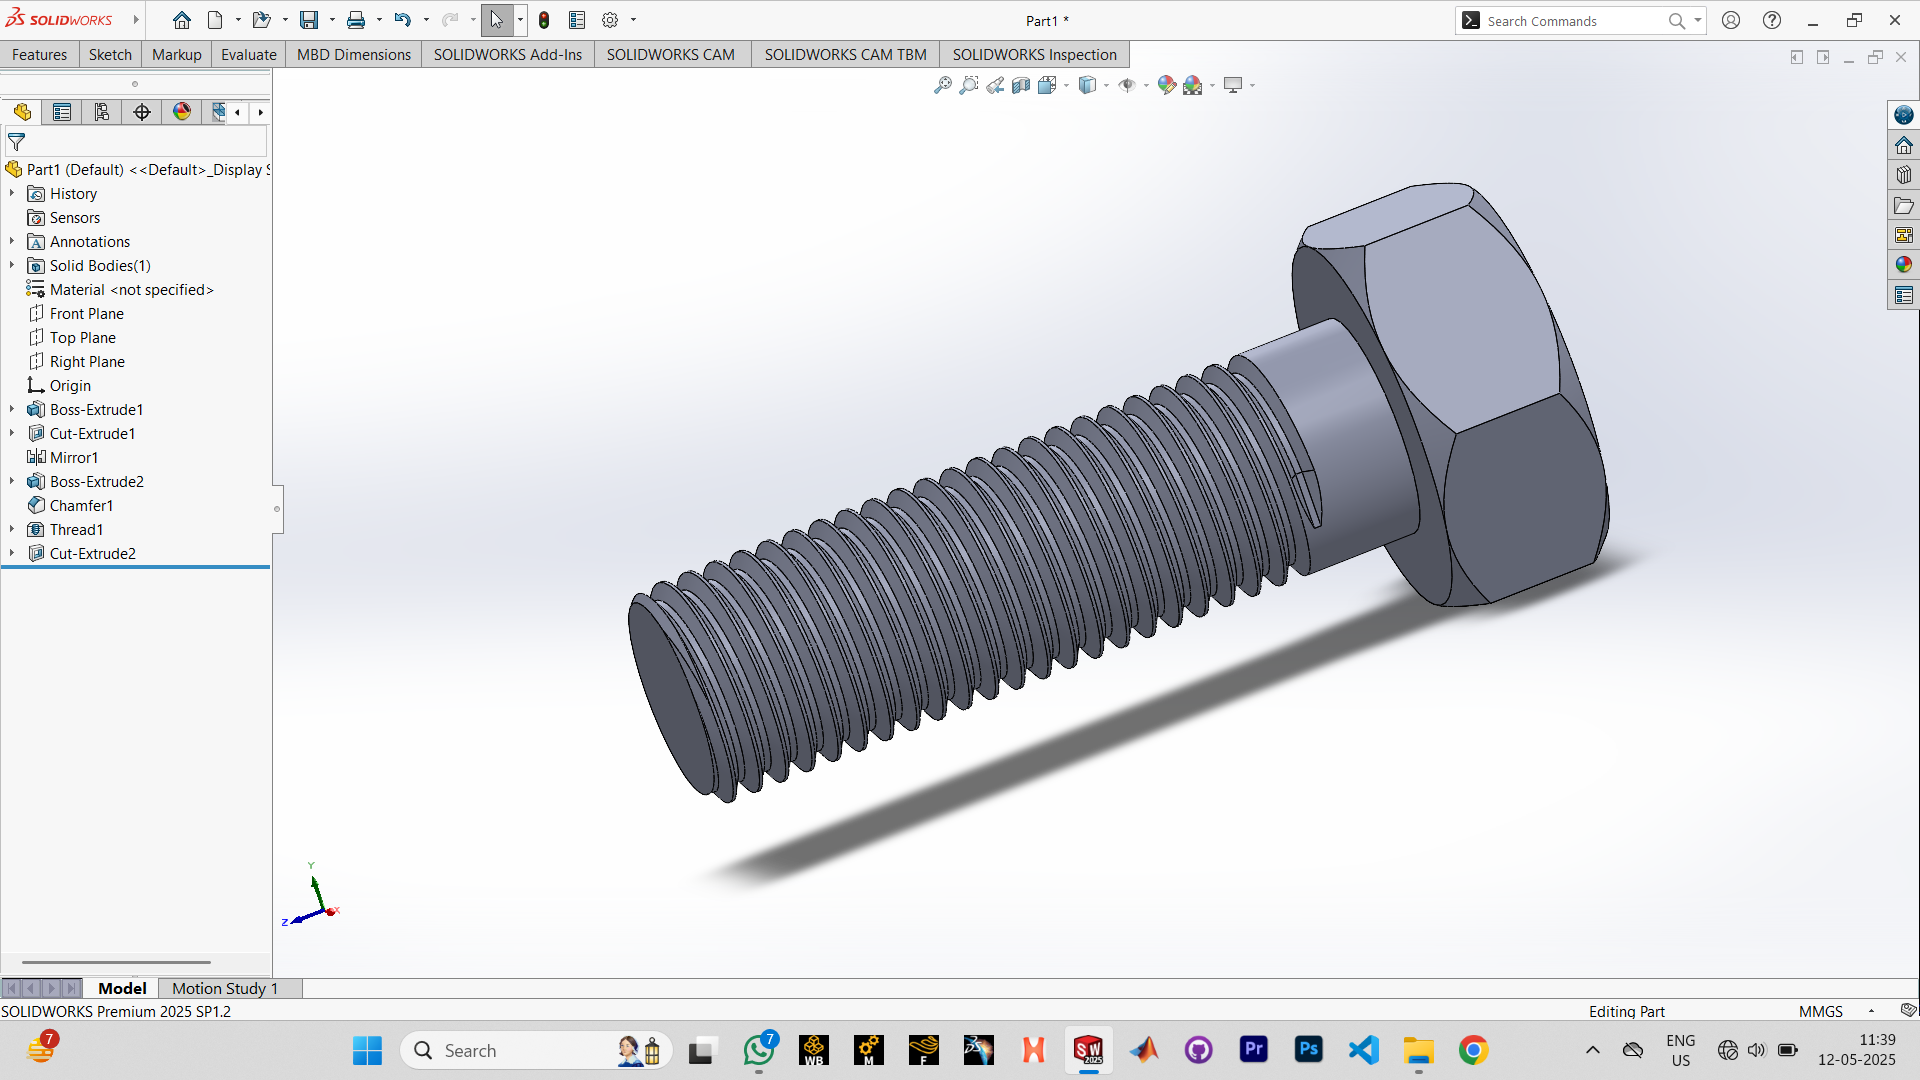 SOLIDWORKS
Part1 *
Search Commands
Features
Sketch
Markup
Evaluate
MBD Dimensions
SOLIDWORKS Add-Ins
SOLIDWORKS CAM
SOLIDWORKS CAM TBM
SOLIDWORKS Inspection
Part1 (Default) <<Default>_Display S
History
Sensors
Annotations
Solid Bodies(1)
Material <not specified>
Front Plane
Top Plane
Right Plane
Origin
Boss-Extrude1
Cut-Extrude1
Mirror1
Boss-Extrude2
Chamfer1
Thread1
Cut-Extrude2
Y
Z
X
Model
Motion Study 1
SOLIDWORKS Premium 2025 SP1.2
Editing Part
MMGS
7
Search
7
WB
M
F
SW
2025
Pr
Ps
ENG
US
11:39
12-05-2025